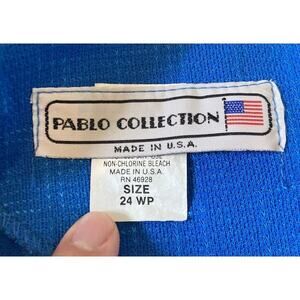 PABLO COLLECTION
MADE IN U.S.A.
NON-CHLORINE BLEACH
MADE IN U.S.A.
RN 46928
SIZE
24 WP